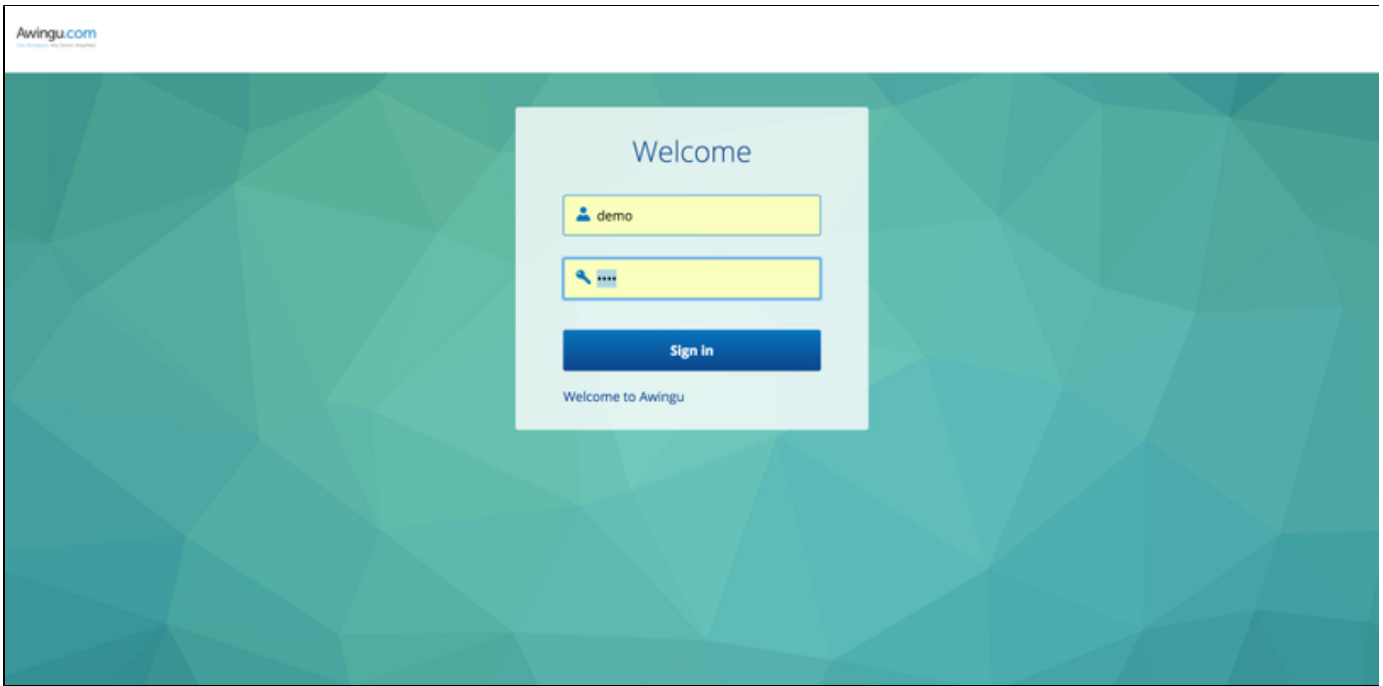 Awingu.com
Welcome
demo
••••
Sign in
Welcome to Awingu